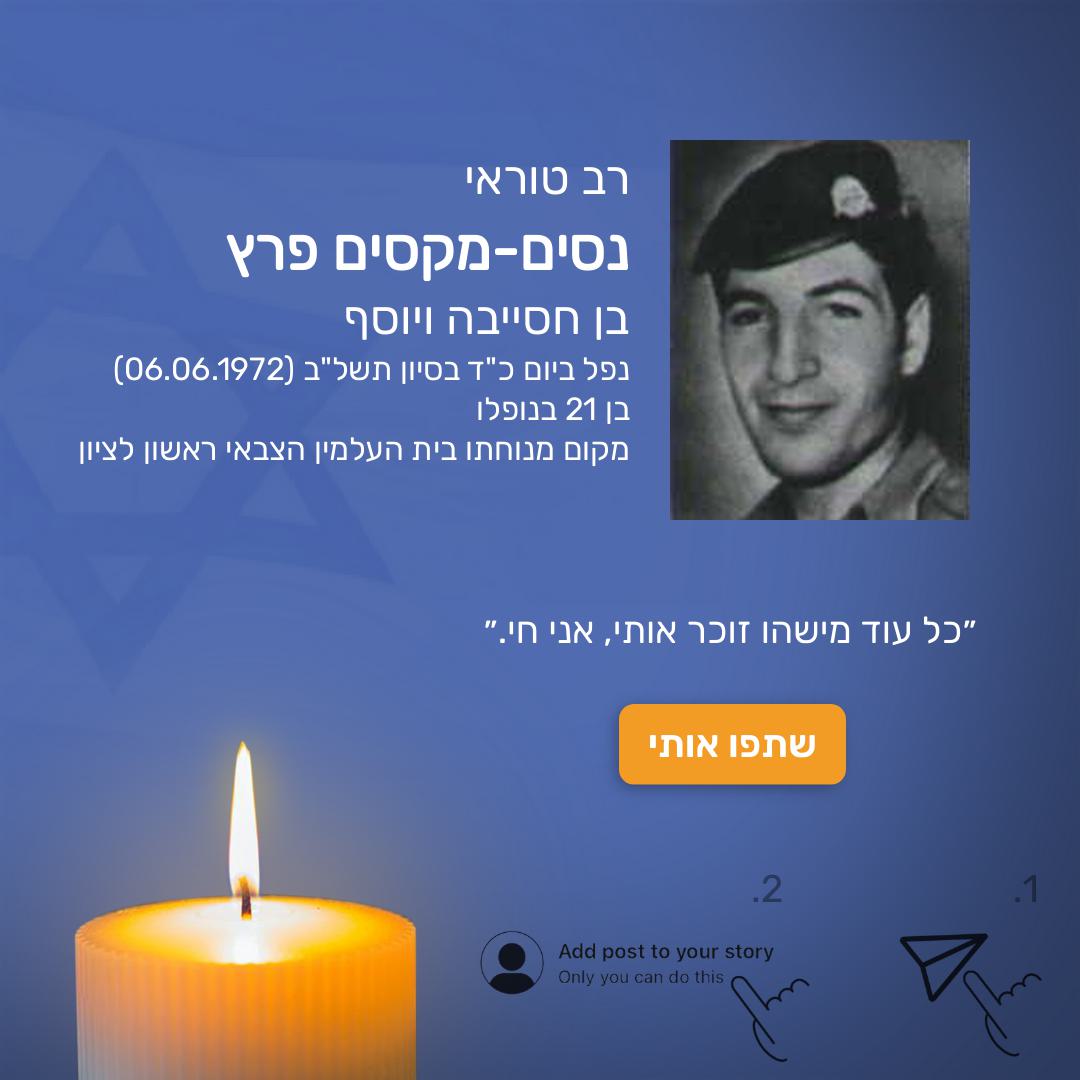 רב טוראי
נסים-מקסים פרץ
בן חסייבה ויוסף
נפל ביום כ"ד בסיון תשל"ב (06.06.1972)
בן 21 בנופלו
מקום מנוחתו בית העלמין הצבאי ראשון לציון
״כל עוד מישהו זוכר אותי, אני חי.״
שתפו אותי
.1
.2
Add post to your story
Only you can do this